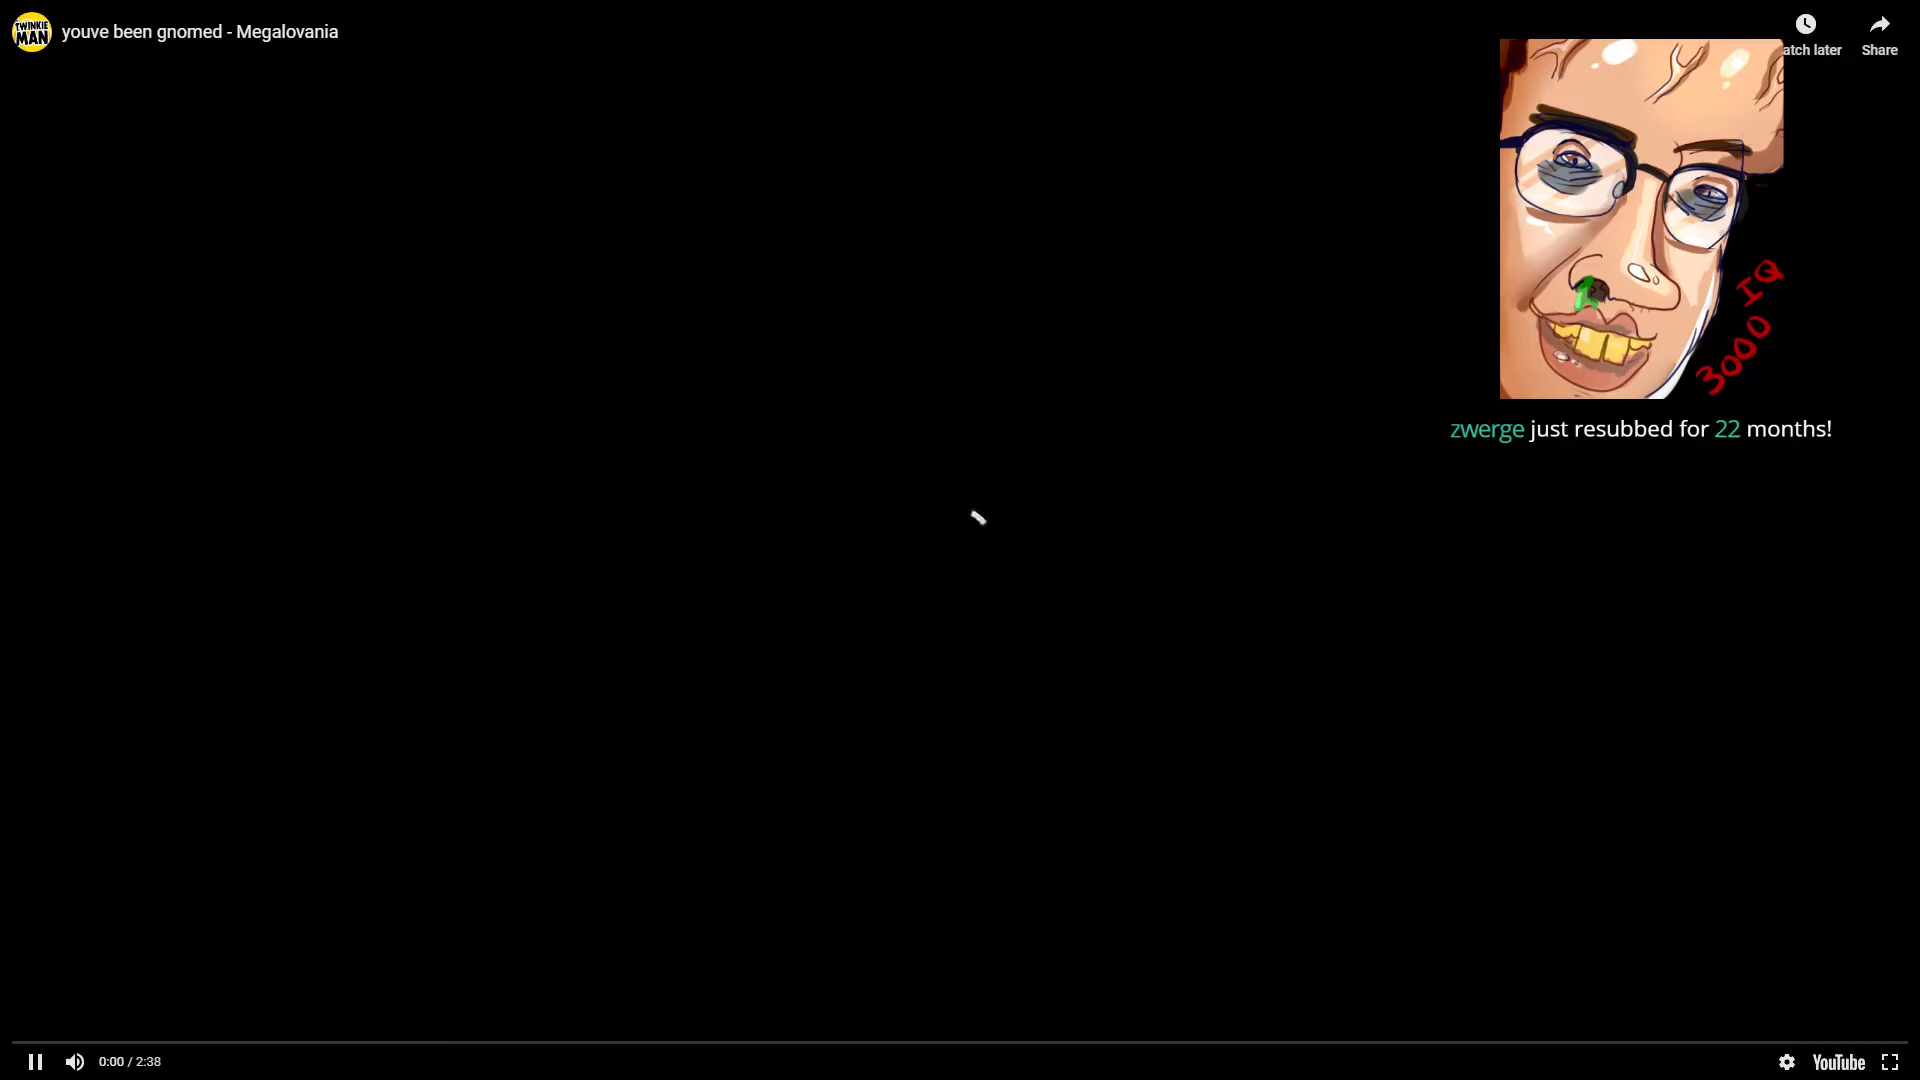 TWINKIE
MAN
youve been gnomed - Megalovania
atch later
Share
3000 IQ
zwerge just resubbed for 22 months!
0:00 / 2:38
YouTube